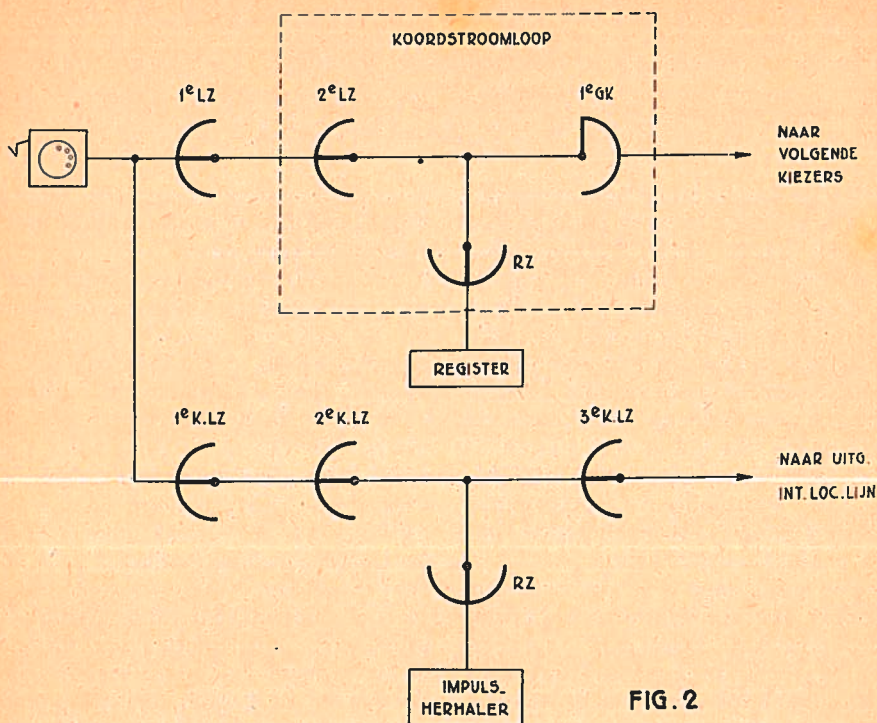 KOORDSTROOMLOOP
1e LZ
2e LZ
1e GK
NAAR
VOLGENDE
KIEZERS
RZ
REGISTER
1e K.LZ
2e K.LZ
3e K.LZ
NAAR UITG.
INT. LOC. LIJN
RZ
IMPULS_
HERHALER
FIG. 2